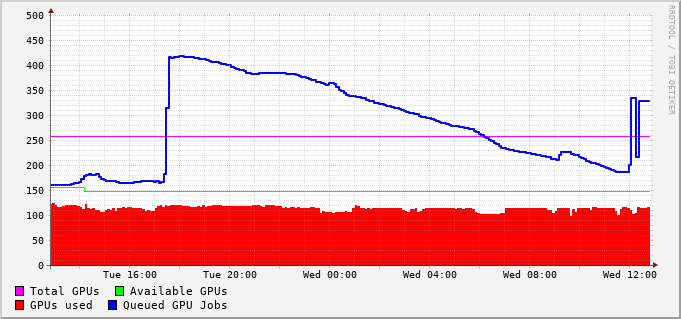 500
450
400
350
300
250
200
150
100
50
0
Tue 16:00 Tue 20:00 Wed 00:00 Wed 04:00 Wed 08:00 Wed 12:00
Total GPUs Available GPUs
GPUs used Queued GPU Jobs
RRDTOOL / TOBI OETIKER